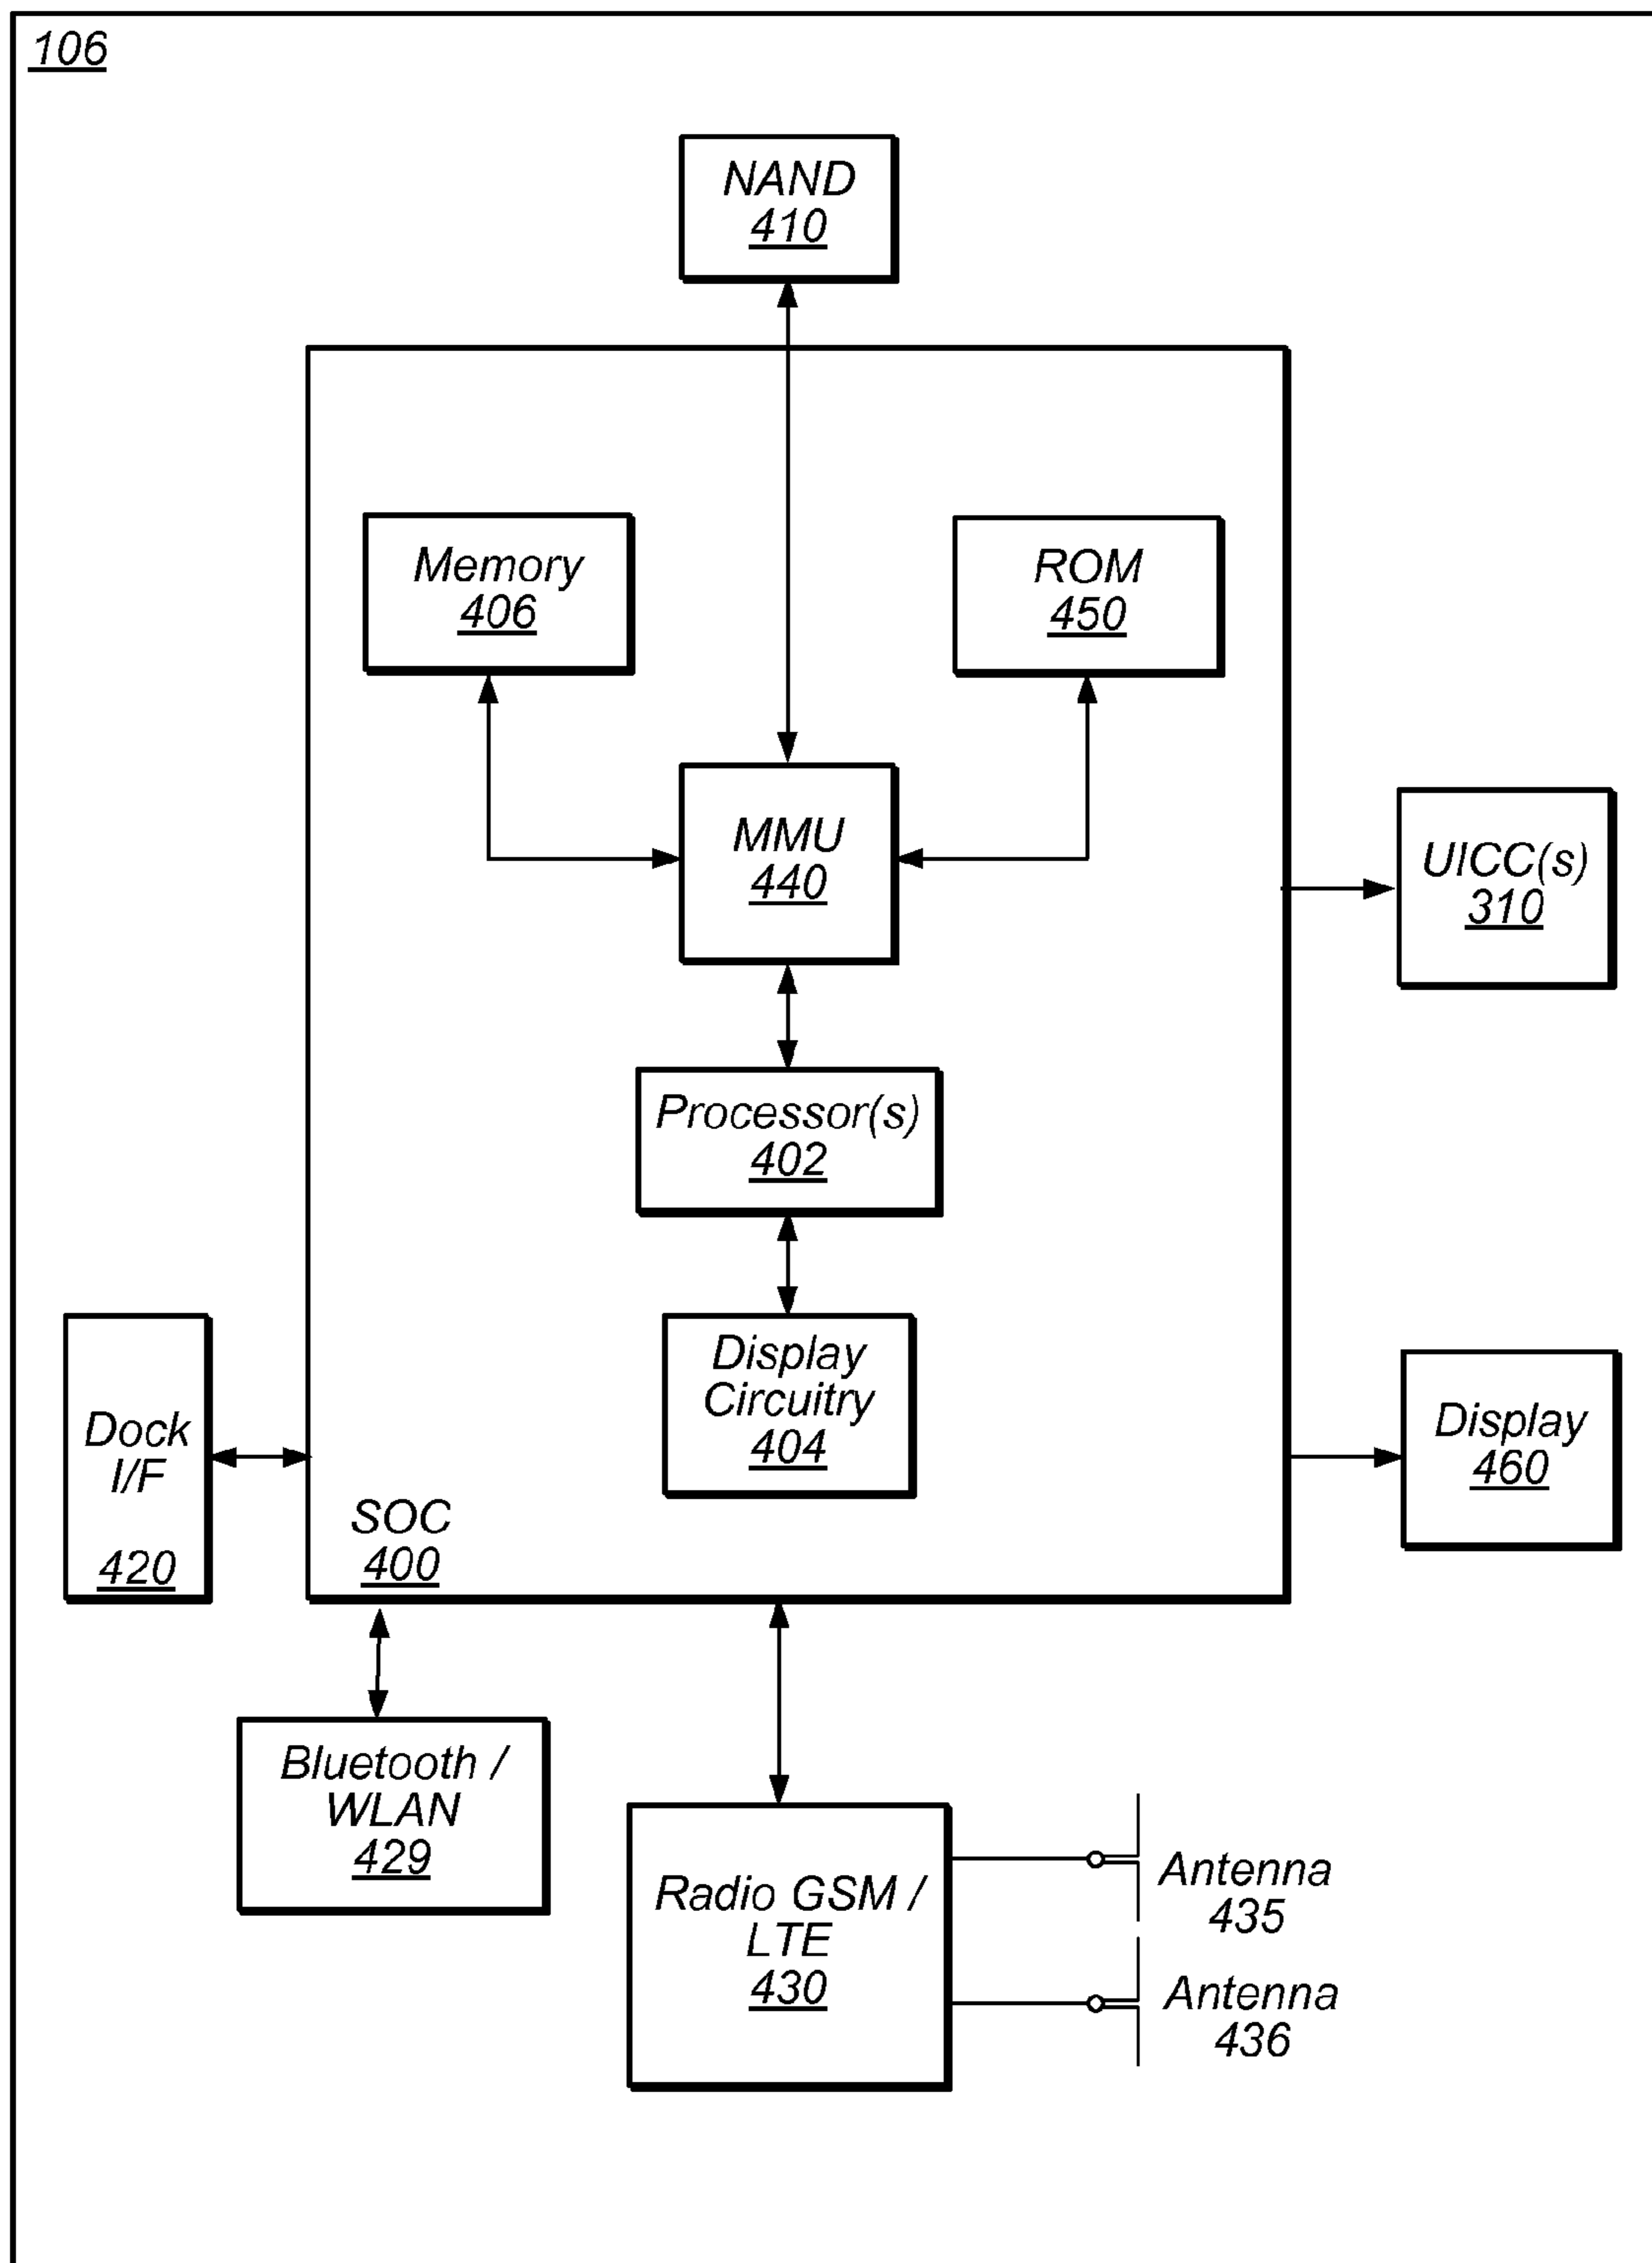 106
NAND
410
Memory
406
ROM
450
MMU
440
UICC(s)
310
Processor(s)
402
Display
Circuitry
404
Dock
I/F
420
Display
460
SOC
400
Bluetooth /
WLAN
429
Radio GSM /
LTE
430
Antenna
435
Antenna
436